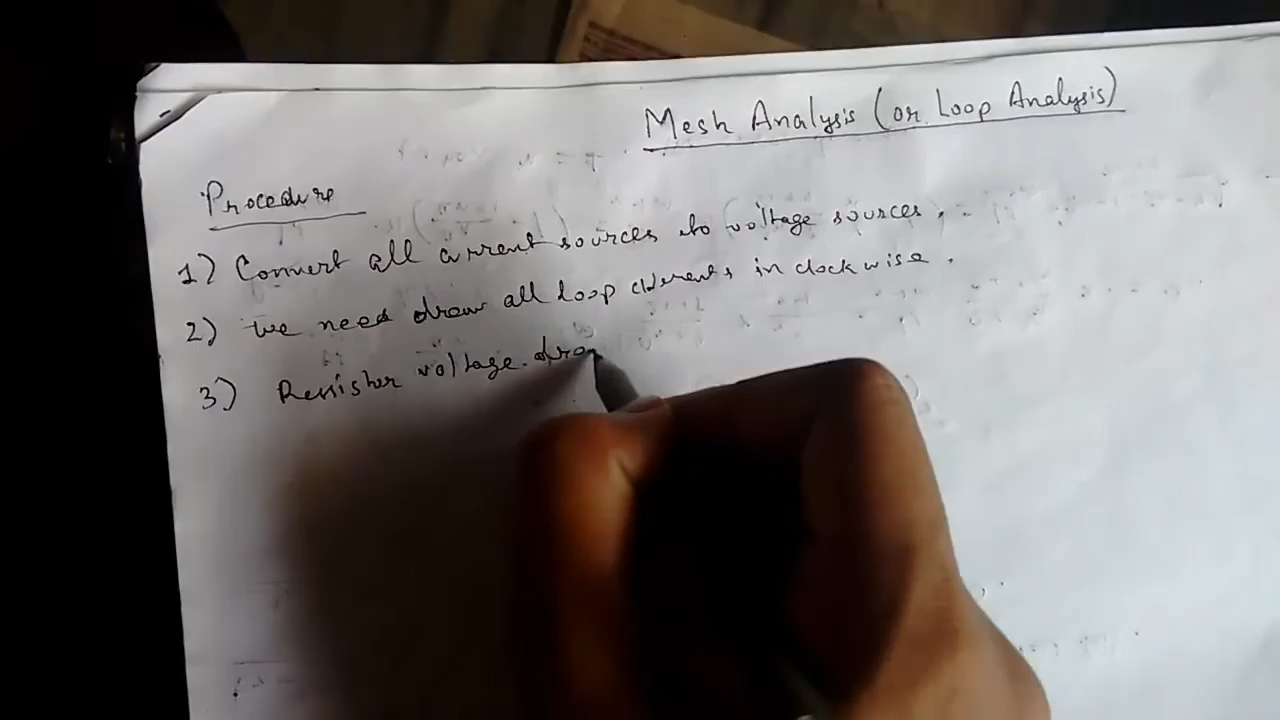 Mesh Analysis (or Loop Analysis)
Procedure
1) Convert all current sources to voltage sources.
2) We need draw all loop currents in clockwise.
3) Resister voltage dro